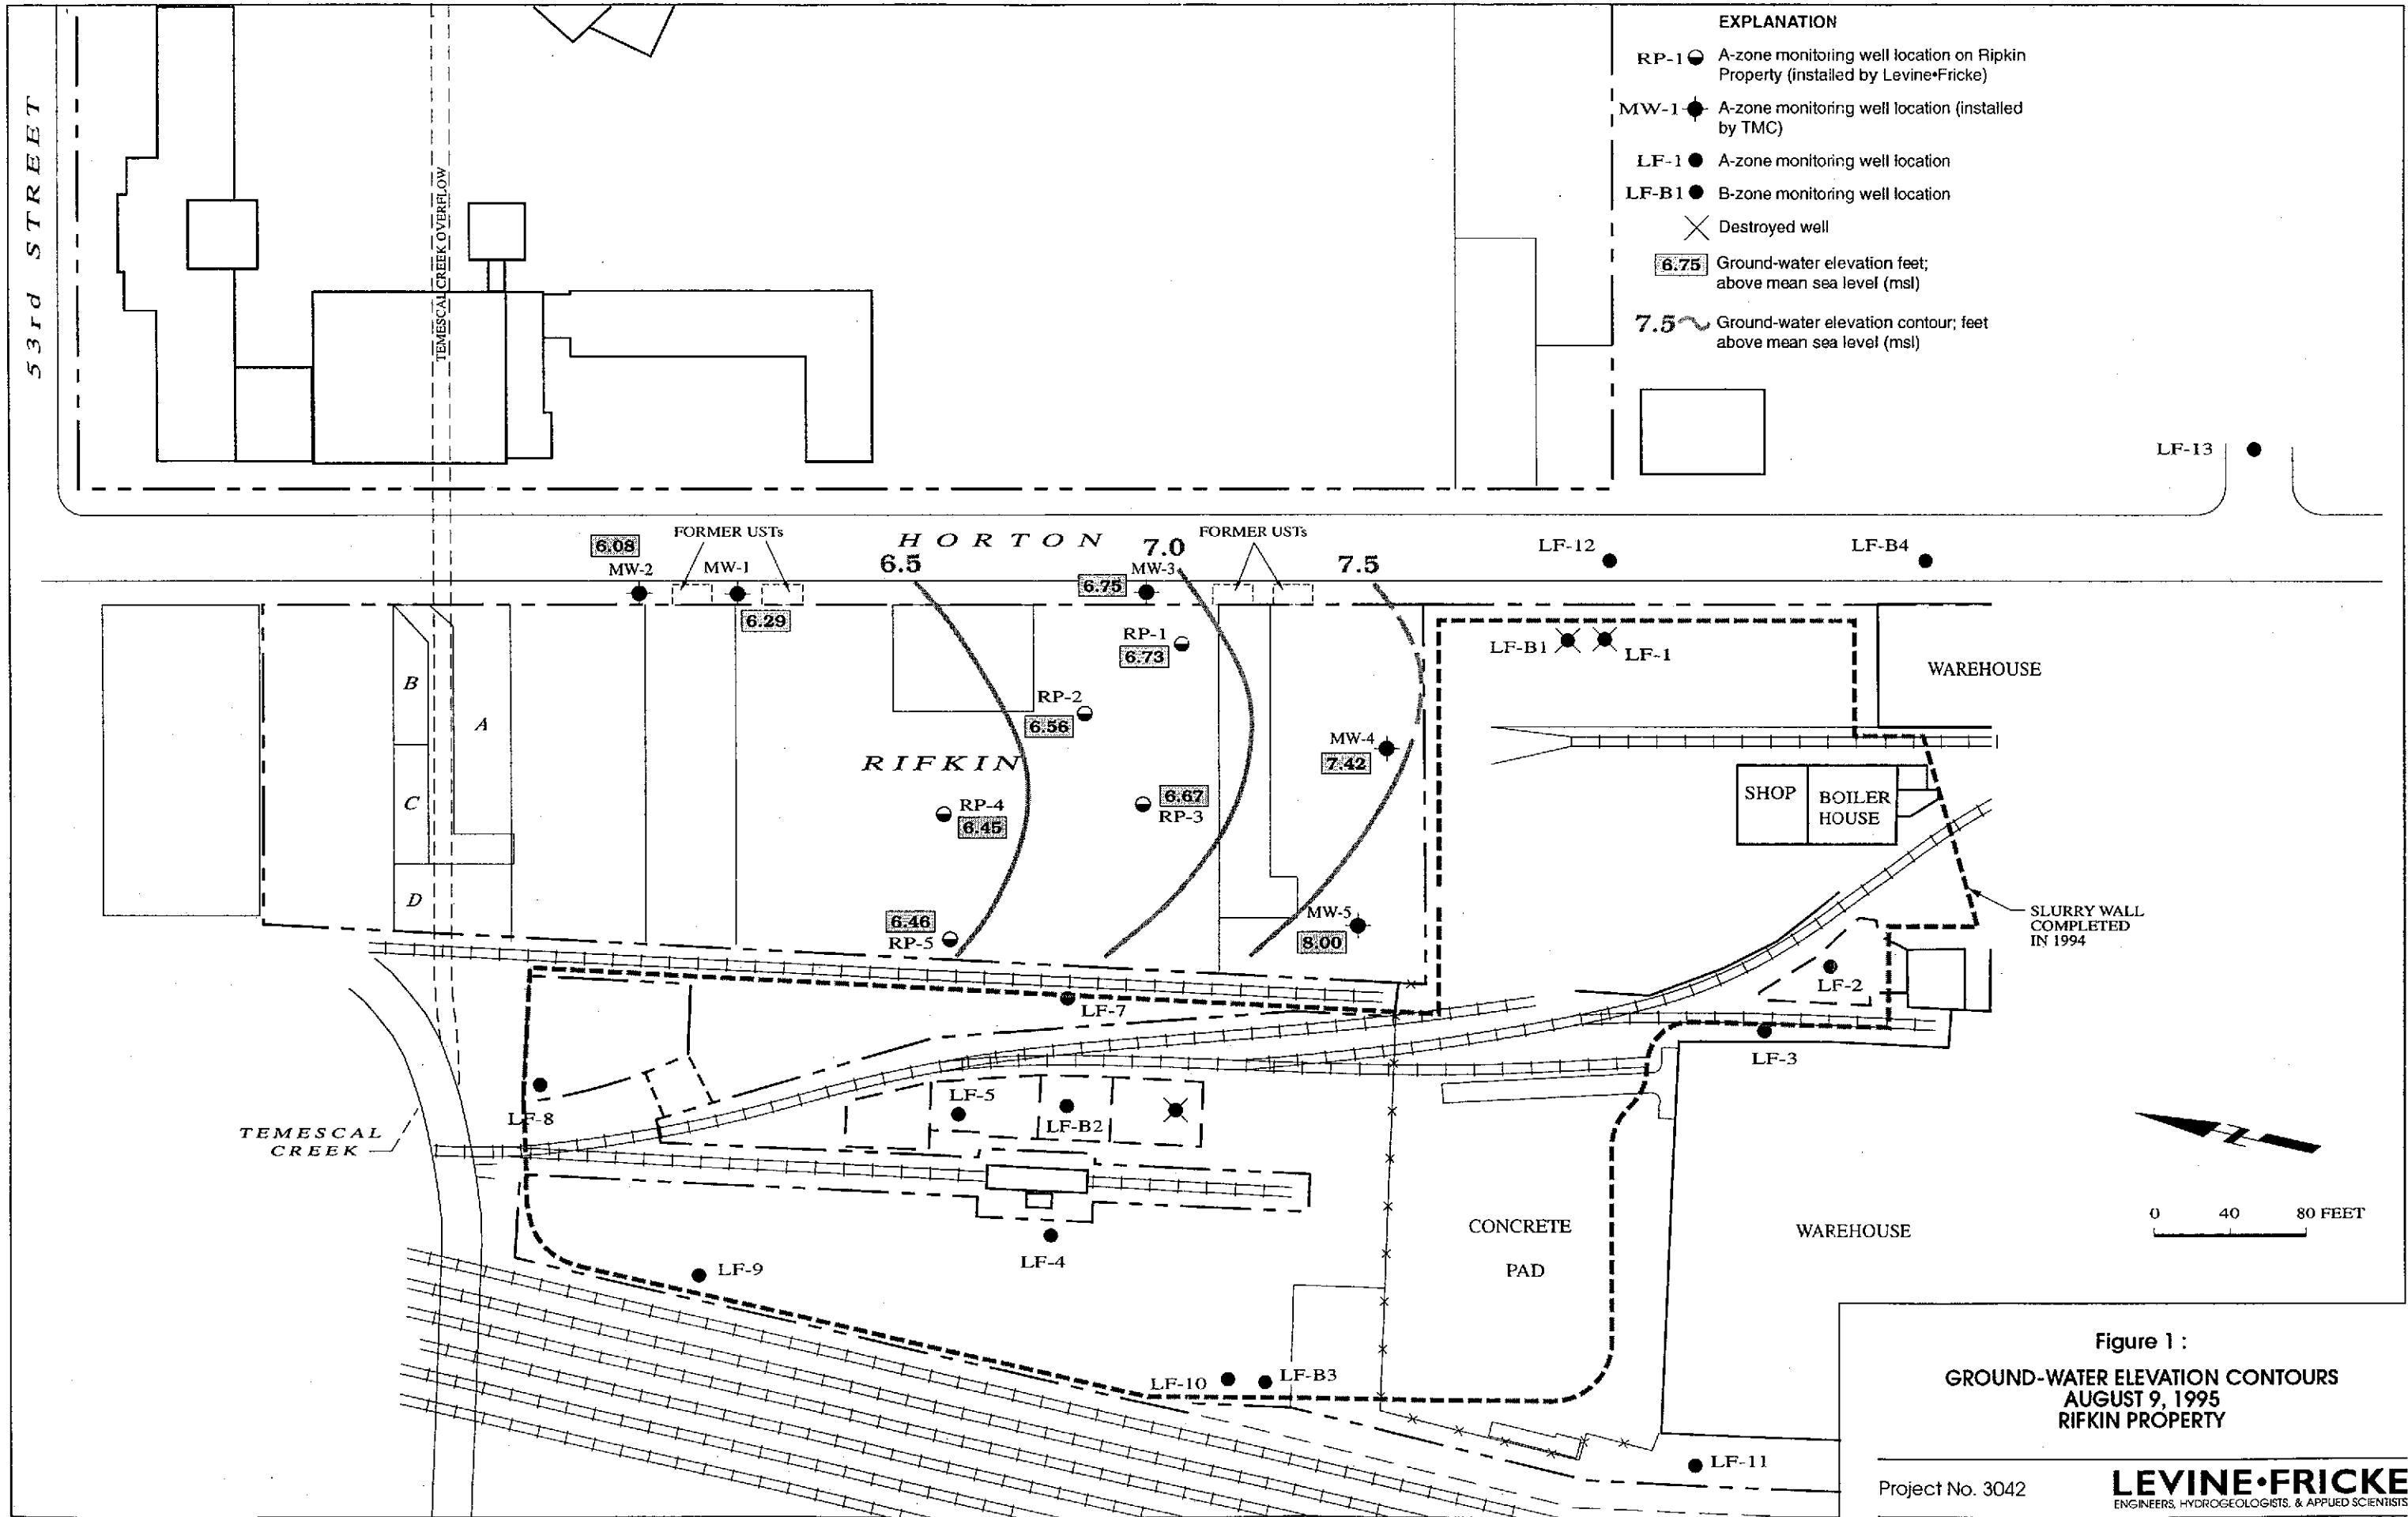 EXPLANATION
RP-1 A-zone monitoring well location on Ripkin
Property (installed by Levine•Fricke)
MW-1 A-zone monitoring well location (installed
by TMC)
LF-1 A-zone monitoring well location
LF-B1 B-zone monitoring well location
Destroyed well
6.75 Ground-water elevation feet;
above mean sea level (msl)
7.5 Ground-water elevation contour; feet
above mean sea level (msl)
53rd STREET
TEMESCAL CREEK OVERFLOW
LF-13
6.08
FORMER USTs
HORTON
FORMER USTs
LF-12
LF-B4
MW-2
MW-1
6.5
7.0
7.5
6.75
MW-3
6.29
RP-1
6.73
LF-B1
LF-1
WAREHOUSE
B
A
RP-2
6.56
MW-4
7.42
RIFKIN
C
RP-4
6.45
6.67
RP-3
SHOP
BOILER
HOUSE
D
6.46
RP-5
MW-5
8.00
SLURRY WALL
COMPLETED
IN 1994
LF-2
LF-7
LF-3
LF-8
LF-5
LF-B2
TEMESCAL
CREEK
LF-4
LF-9
CONCRETE
PAD
WAREHOUSE
0 40 80 FEET
LF-10
LF-B3
LF-11
Figure 1 :
GROUND-WATER ELEVATION CONTOURS
AUGUST 9, 1995
RIFKIN PROPERTY
Project No. 3042
LEVINE•FRICKE
ENGINEERS, HYDROGEOLOGISTS, & APPLIED SCIENTISTS